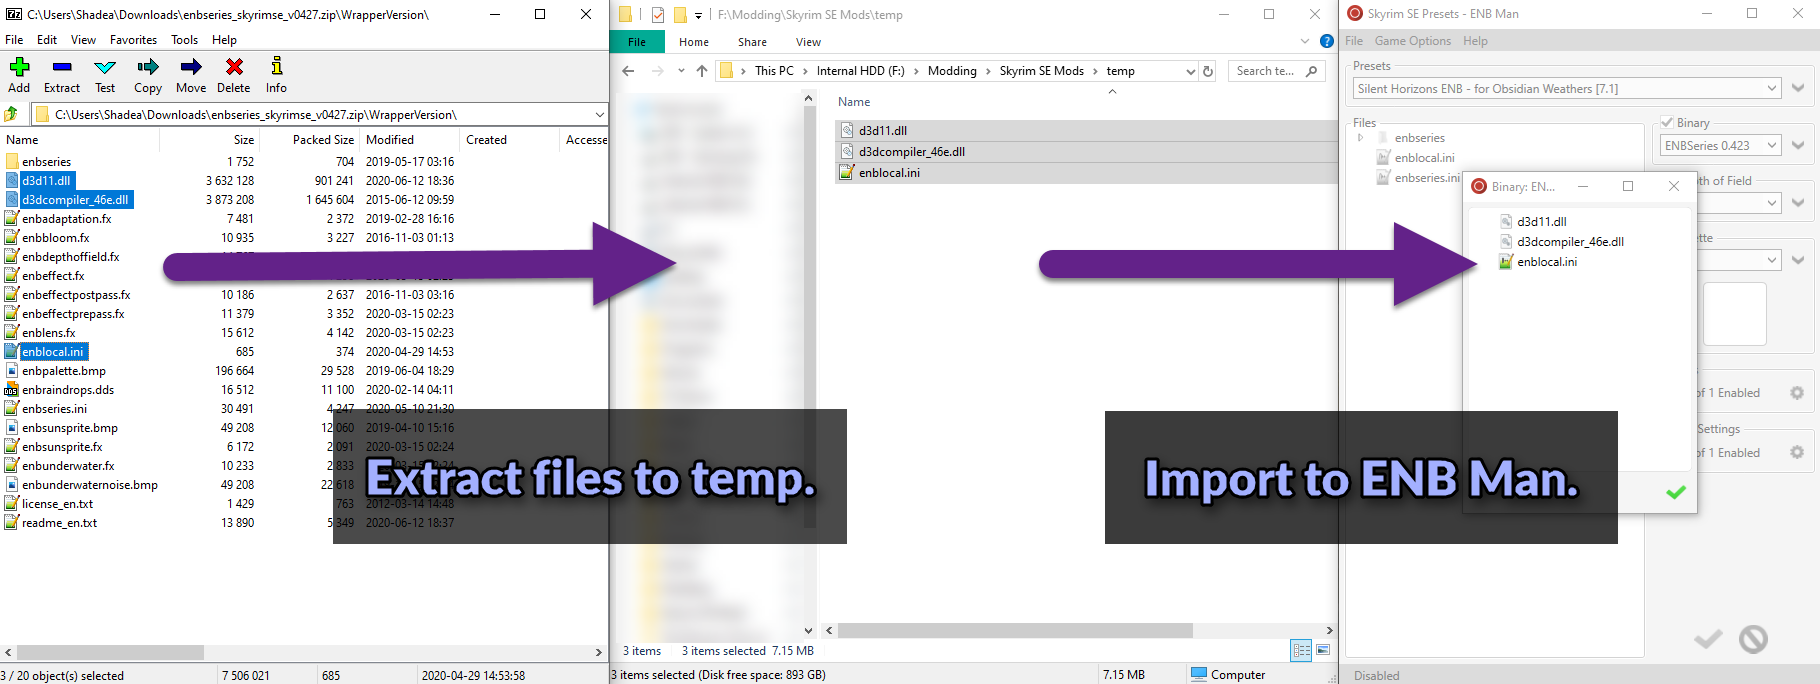 C:\Users\Shadea\Downloads\enbseries_skyrimse_v0427.zip\WrapperVersion\
File Edit View Favorites Tools Help
Add Extract Test Copy Move Delete Info
C:\Users\Shadea\Downloads\enbseries_skyrimse_v0427.zip\WrapperVersion\
Name Size Packed Size Modified Created Accesse
enbseries 1 752 704 2019-05-17 03:16
d3d11.dll 3 632 128 901 241 2020-06-12 18:36
d3dcompiler_46e.dll 3 873 208 1 645 604 2015-06-12 09:59
enbadaptation.fx 7 481 2 372 2019-02-28 16:16
enbbloom.fx 10 935 3 227 2016-11-03 01:13
enbdepthoffield.fx
enbeffect.fx
enbeffectpostpass.fx 10 186 2 637 2016-11-03 03:16
enbeffectprepass.fx 11 379 3 352 2020-03-15 02:23
enblens.fx 15 612 4 142 2020-03-15 02:23
enblocal.ini 685 374 2020-04-29 14:53
enbpalette.bmp 196 664 29 528 2019-06-04 18:29
enbraindrops.dds 16 512 11 100 2020-02-14 04:11
enbseries.ini 30 491 4 247 2020-05-10 21:30
enbsunsprite.bmp 49 208 12 060 2019-04-10 15:16
enbsunsprite.fx 6 172 2 091 2020-03-15 02:24
enbunderwater.fx 10 233 2 833
enbunderwaternoise.bmp 49 208 22 618
license_en.txt 1 429 763 2012-03-14 14:48
readme_en.txt 13 890 5 349 2020-06-12 18:37
3 / 20 object(s) selected 7 506 021 685 2020-04-29 14:53:58
Extract files to temp.
F:\Modding\Skyrim SE Mods\temp
File Home Share View
This PC Internal HDD (F:) Modding Skyrim SE Mods temp
Search te...
Name
d3d11.dll
d3dcompiler_46e.dll
enblocal.ini
3 items 3 items selected 7.15 MB
3 items selected (Disk free space: 893 GB) 7.15 MB Computer
Skyrim SE Presets - ENB Man
File Game Options Help
Presets
Silent Horizons ENB - for Obsidian Weathers [7.1]
Files
enbseries
enblocal.ini
enbseries.ini
Binary
ENBSeries 0.423
Binary: EN...
d3d11.dll
d3dcompiler_46e.dll
enblocal.ini
th of Field
tte
of 1 Enabled
Settings
of 1 Enabled
Import to ENB Man.
Disabled